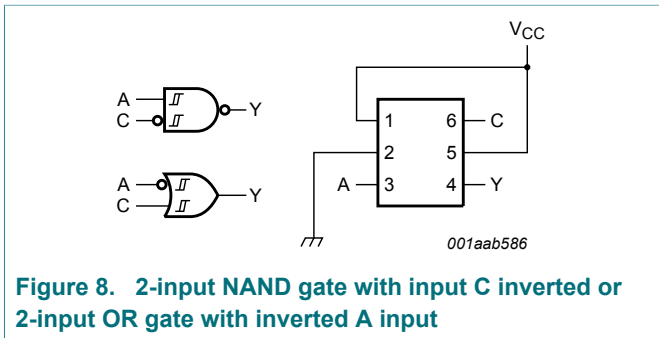 VCC
A
C
Y
A
C
Y
1 6 C
2 5
A 3 4 Y
001aab586
Figure 8. 2-input NAND gate with input C inverted or
2-input OR gate with inverted A input